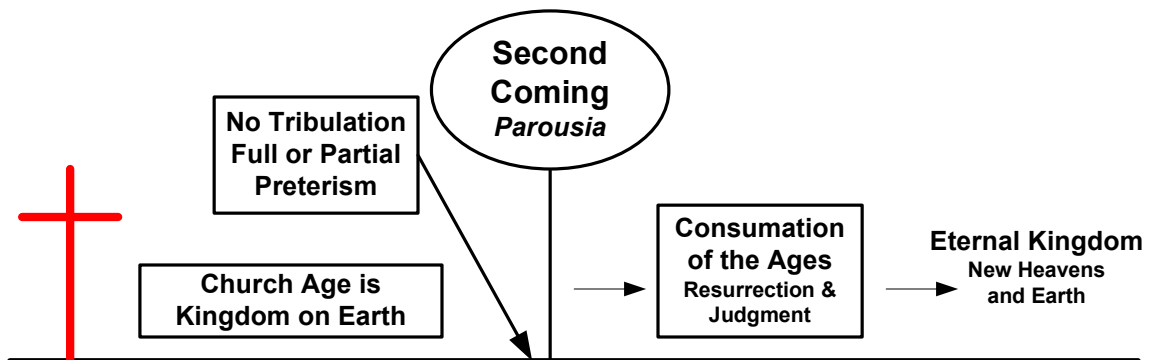 Second
Coming
Parousia
No Tribulation
Full or Partial
Preterism
Church Age is
Kingdom on Earth
Consumation
of the Ages
Resurrection &
Judgment
Eternal Kingdom
New Heavens
and Earth